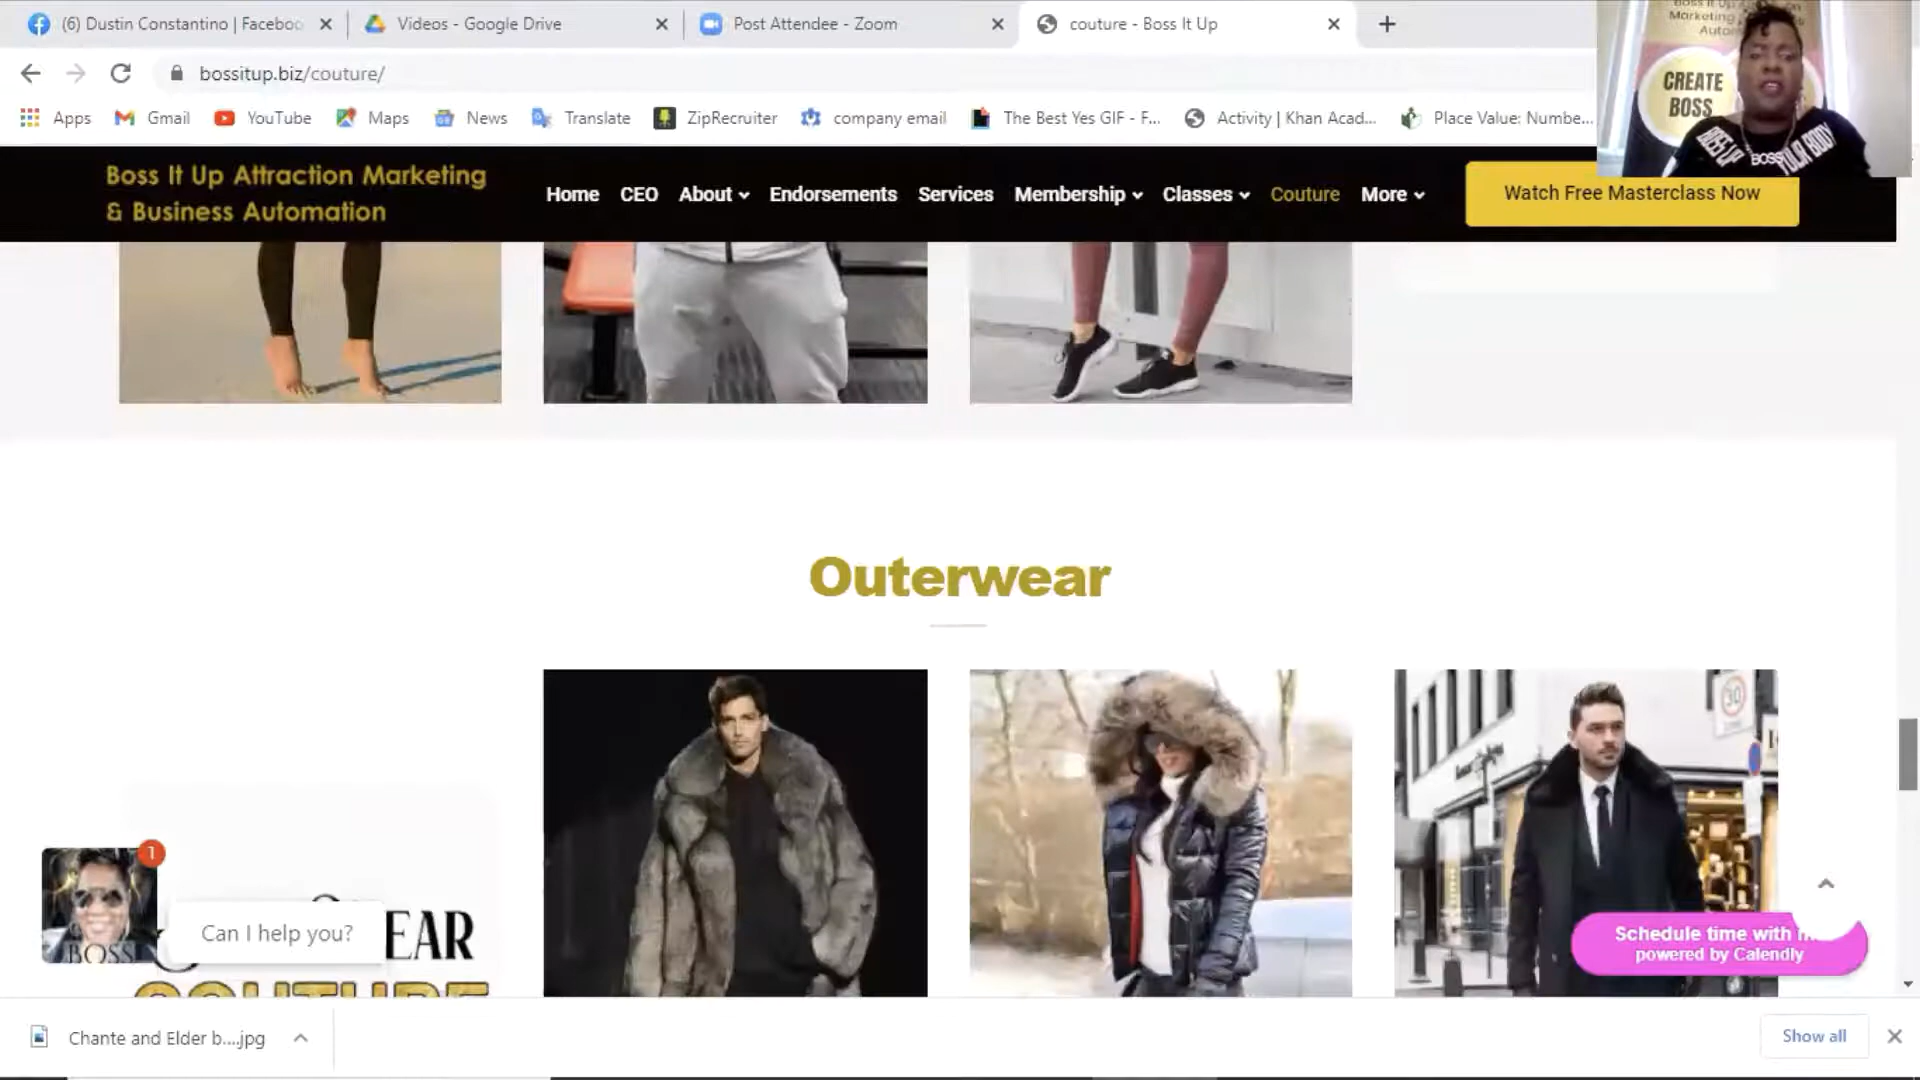 (6) Dustin Constantino | Faceboo
Videos - Google Drive
Post Attendee - Zoom
couture - Boss It Up
bossitup.biz/couture/
Apps
Gmail
YouTube
Maps
News
Translate
ZipRecruiter
company email
The Best Yes GIF - F...
Activity | Khan Acad...
Place Value: Numbe...
CREATE
BOSS
Boss It Up Attraction Marketing
& Business Automation
Home
CEO
About
Endorsements
Services
Membership
Classes
Couture
More
Watch Free Masterclass Now
Outerwear
30
1
BOSS
Can I help you?
EAR
COUTURE
Schedule time with
powered by Calendly
Chante and Elder b....jpg
Show all